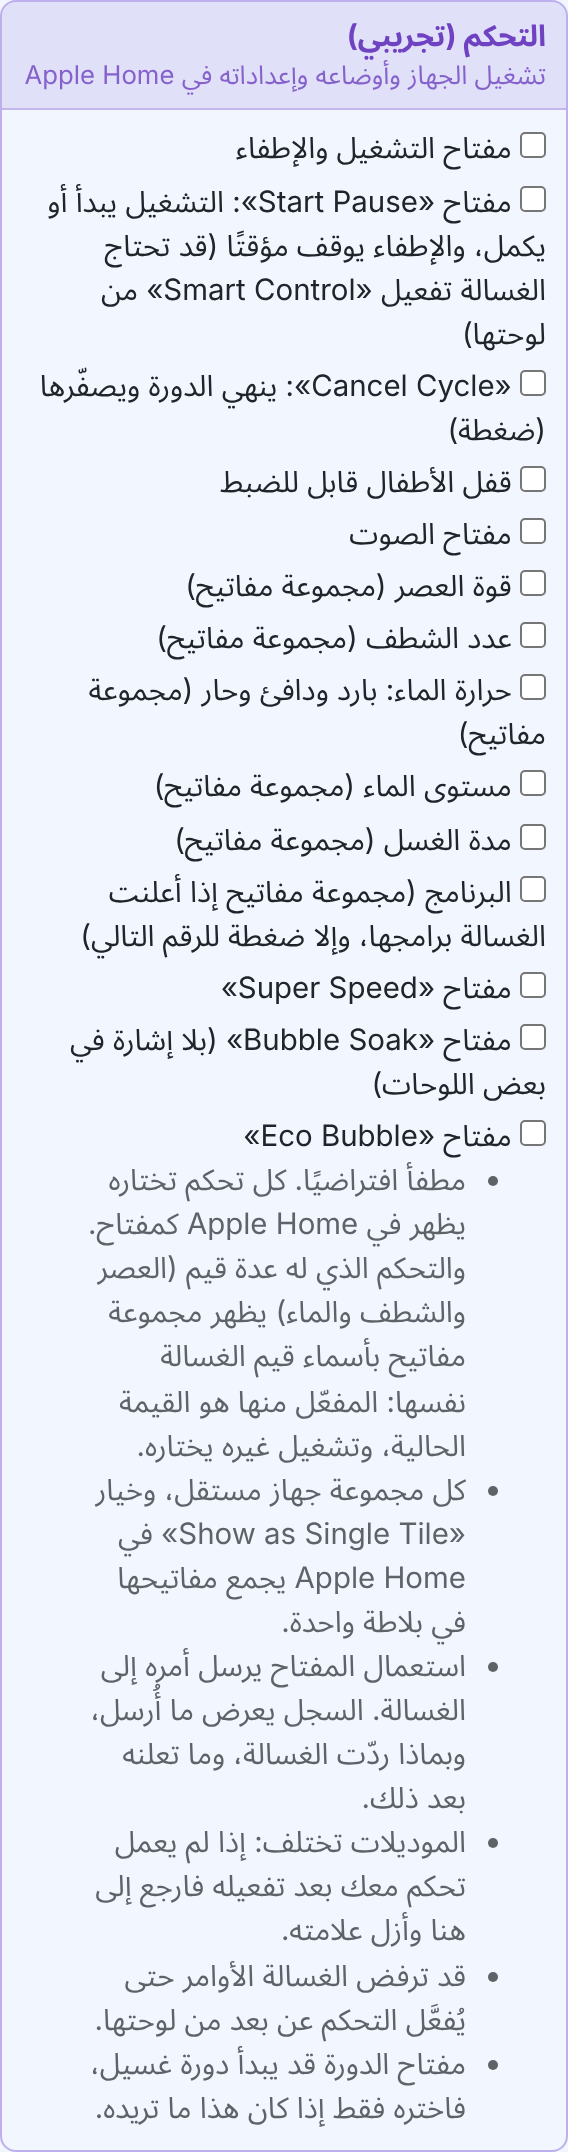 التحكم (تجريبي)
تشغيل الجهاز وأوضاعه وإعداداته في Apple Home
مفتاح التشغيل والإطفاء
مفتاح «Start Pause»: التشغيل يبدأ أو
يكمل، والإطفاء يوقف مؤقتًا (قد تحتاج
الغسالة تفعيل «Smart Control» من
لوحتها)
«Cancel Cycle»: ينهي الدورة ويصفّرها
(ضغطة)
قفل الأطفال قابل للضبط
مفتاح الصوت
قوة العصر (مجموعة مفاتيح)
عدد الشطف (مجموعة مفاتيح)
حرارة الماء: بارد ودافئ وحار (مجموعة
مفاتيح)
مستوى الماء (مجموعة مفاتيح)
مدة الغسل (مجموعة مفاتيح)
البرنامج (مجموعة مفاتيح إذا أعلنت
الغسالة برامجها، وإلا ضغطة للرقم التالي)
مفتاح «Super Speed»
مفتاح «Bubble Soak» (بلا إشارة في
بعض اللوحات)
مفتاح «Eco Bubble»
• مطفأ افتراضيًا. كل تحكم تختاره
يظهر في Apple Home كمفتاح.
والتحكم الذي له عدة قيم (العصر
والشطف والماء) يظهر مجموعة
مفاتيح بأسماء قيم الغسالة
نفسها: المفعّل منها هو القيمة
الحالية، وتشغيل غيره يختاره.
• كل مجموعة جهاز مستقل، وخيار
«Show as Single Tile» في
Apple Home يجمع مفاتيحها
في بلاطة واحدة.
• استعمال المفتاح يرسل أمره إلى
الغسالة. السجل يعرض ما أُرسل،
وبماذا ردّت الغسالة، وما تعلنه
بعد ذلك.
• الموديلات تختلف: إذا لم يعمل
تحكم معك بعد تفعيله فارجع إلى
هنا وأزل علامته.
• قد ترفض الغسالة الأوامر حتى
يُفعَّل التحكم عن بعد من لوحتها.
• مفتاح الدورة قد يبدأ دورة غسيل،
فاختره فقط إذا كان هذا ما تريده.